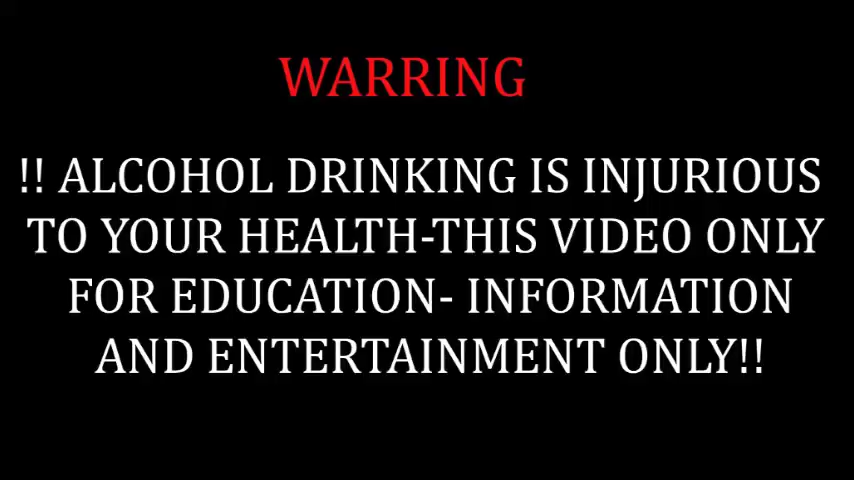 WARRING
!! ALCOHOL DRINKING IS INJURIOUS
TO YOUR HEALTH-THIS VIDEO ONLY
FOR EDUCATION- INFORMATION
AND ENTERTAINMENT ONLY!!